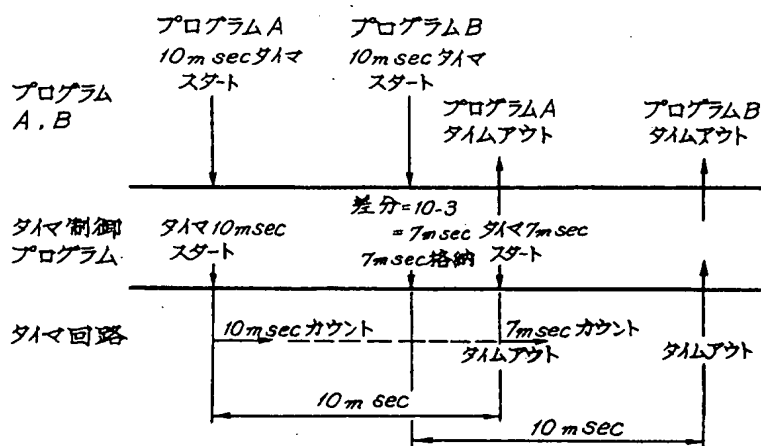 プログラムA
10msecタイマ
スタート
プログラムB
10msecタイマ
スタート
プログラム
A,B
プログラムA
タイムアウト
プログラムB
タイムアウト
タイマ制御
プログラム
タイマ10msec
スタート
差分=10-3
=7msec
7msec格納
タイマ7msec
スタート
タイマ回路
10msecカウント
7msecカウント
タイムアウト
タイムアウト
10msec
10msec